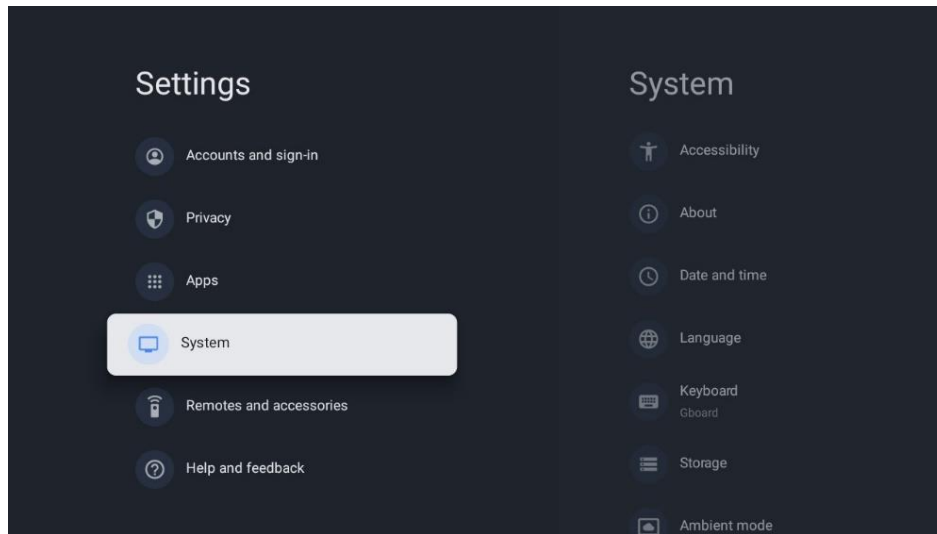 Settings
Accounts and sign-in
Privacy
Apps
System
Remotes and accessories
Help and feedback
System
Accessibility
About
Date and time
Language
Keyboard
Gboard
Storage
Ambient mode